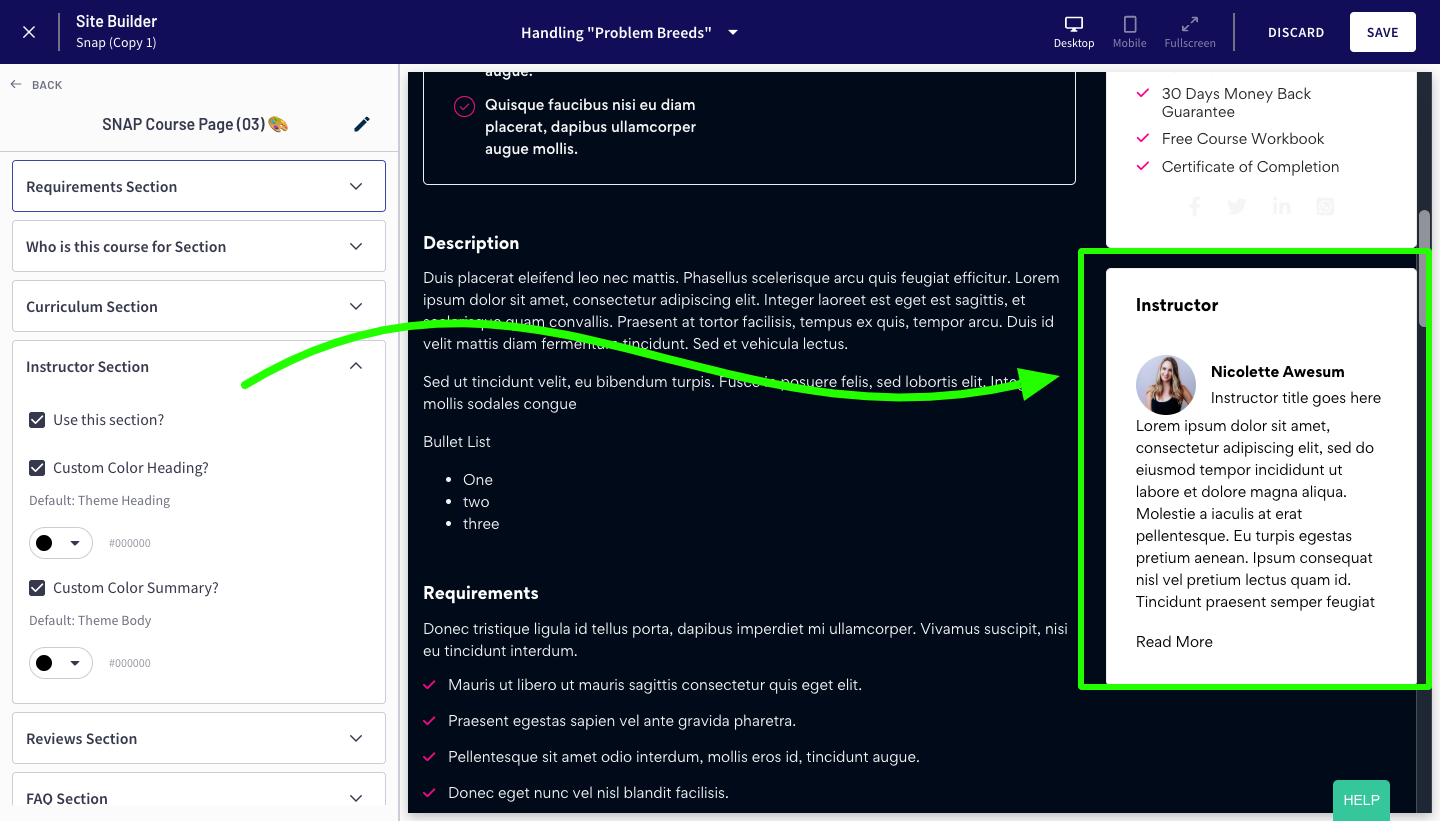 Site Builder
Snap (Copy 1)
Handling "Problem Breeds"
Desktop
Mobile
Fullscreen
DISCARD
SAVE
BACK
SNAP Course Page (03)🎨
Requirements Section
Who is this course for Section
Curriculum Section
Instructor Section
Use this section?
Custom Color Heading?
Default: Theme Heading
#000000
Custom Color Summary?
Default: Theme Body
#000000
Reviews Section
FAQ Section
augue.
Quisque faucibus nisi eu diam
placerat, dapibus ullamcorper
augue mollis.
Description
Duis placerat eleifend leo nec mattis. Phasellus scelerisque arcu quis feugiat efficitur. Lorem
ipsum dolor sit amet, consectetur adipiscing elit. Integer laoreet est eget est sagittis, et
scelerisque quam convallis. Praesent at tortor facilisis, tempus ex quis, tempor arcu. Duis id
velit mattis diam fermentum tincidunt. Sed et vehicula lectus.
Sed ut tincidunt velit, eu bibendum turpis. Fusce in posuere felis, sed lobortis elit.
mollis sodales congue
Bullet List
One
two
three
Requirements
Donec tristique ligula id tellus porta, dapibus imperdiet mi ullamcorper. Vivamus suscipit, nisi
eu tincidunt interdum.
Mauris ut libero ut mauris sagittis consectetur quis eget elit.
Praesent egestas sapien vel ante gravida pharetra.
Pellentesque sit amet odio interdum, mollis eros id, tincidunt augue.
Donec eget nunc vel nisl blandit facilisis.
30 Days Money Back
Guarantee
Free Course Workbook
Certificate of Completion
Instructor
Nicolette Awesum
Instructor title goes here
Lorem ipsum dolor sit amet,
consectetur adipiscing elit, sed do
eiusmod tempor incididunt ut
labore et dolore magna aliqua.
Molestie a iaculis at erat
pellentesque. Eu turpis egestas
pretium aenean. Ipsum consequat
nisl vel pretium lectus quam id.
Tincidunt praesent semper feugiat
Read More
HELP